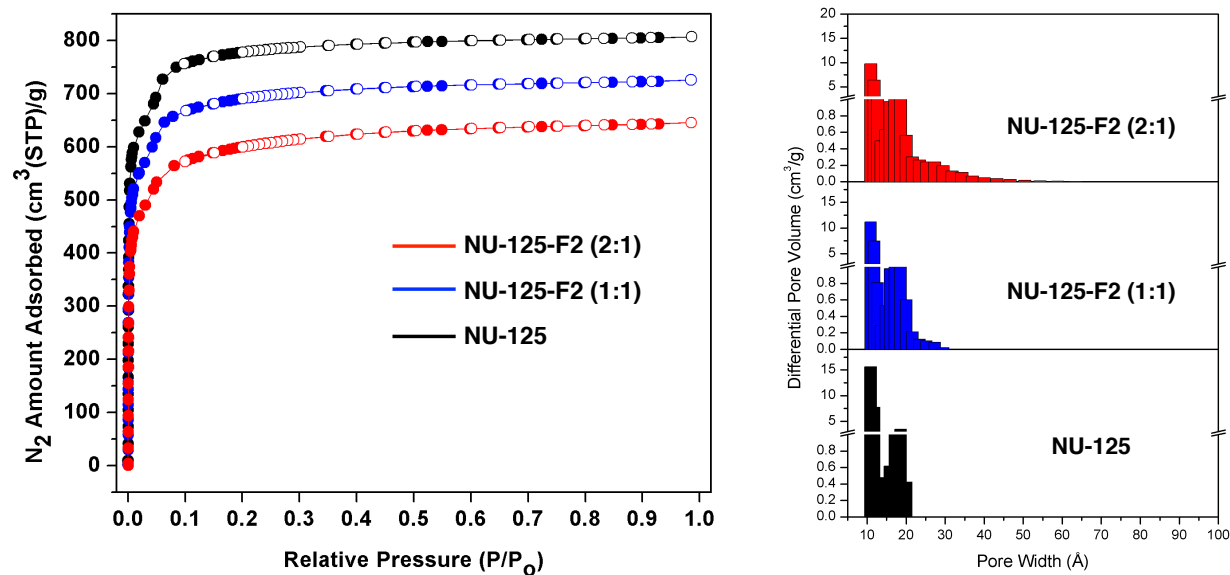 N2 Amount Adsorbed (cm3(STP)/g)
800
700
600
500
400
300
200
100
0
NU-125-F2 (2:1)
NU-125-F2 (1:1)
NU-125
0.0 0.1 0.2 0.3 0.4 0.5 0.6 0.7 0.8 0.9 1.0
Relative Pressure (P/Po)
Differential Pore Volume (cm3/g)
20
15
10
5
0.8
0.6
0.4
0.2
0.0
NU-125-F2 (2:1)
15
10
5
0.8
0.6
0.4
0.2
0.0
NU-125-F2 (1:1)
15
10
5
0.8
0.6
0.4
0.2
0.0
NU-125
10 20 30 40 50 60 70 80 90 100
Pore Width (Å)